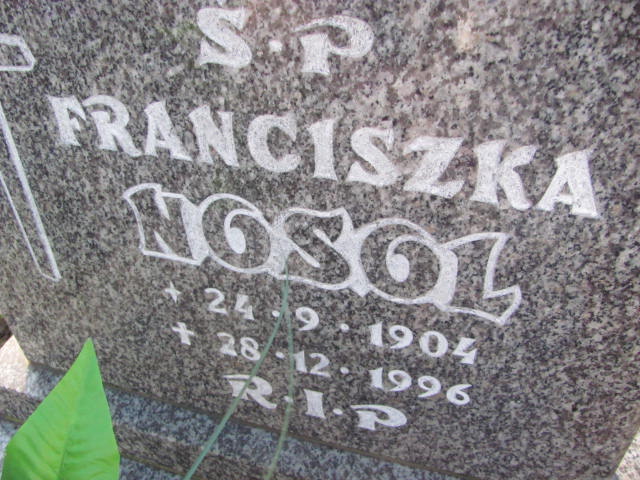 S.P
FRANCISZKA
NOSOL
+ 24.9.1904
+ 28.12.1996
R.I.P